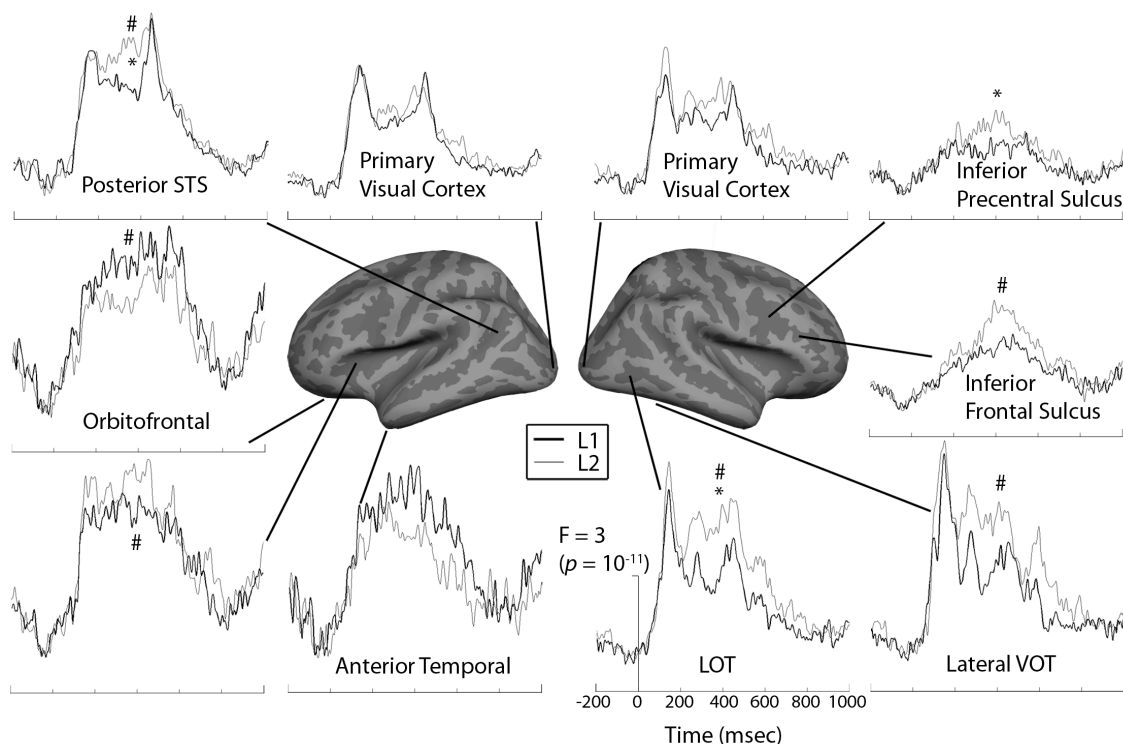 #
*
Posterior STS
Primary
Visual Cortex
Primary
Visual Cortex
*
Inferior
Precentral Sulcus
#
Orbitofrontal
#
Inferior
Frontal Sulcus
L1
L2
#
Anterior Temporal
F = 3
(p = 10⁻¹¹)
#
*
LOT
#
Lateral VOT
-200 0 200 400 600 800 1000
Time (msec)